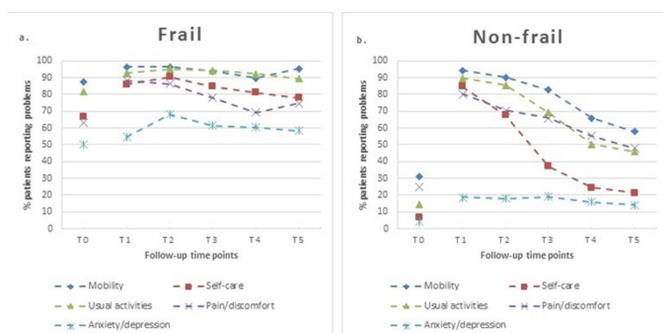 a.
Frail
% patients reporting problems
100
90
80
70
60
50
40
30
20
10
0
T0 T1 T2 T3 T4 T5
Follow-up time points
Mobility Self-care
Usual activities Pain/discomfort
Anxiety/depression
b.
Non-frail
% patients reporting problems
100
90
80
70
60
50
40
30
20
10
0
T0 T1 T2 T3 T4 T5
Follow-up time points
Mobility Self-care
Usual activities Pain/discomfort
Anxiety/depression